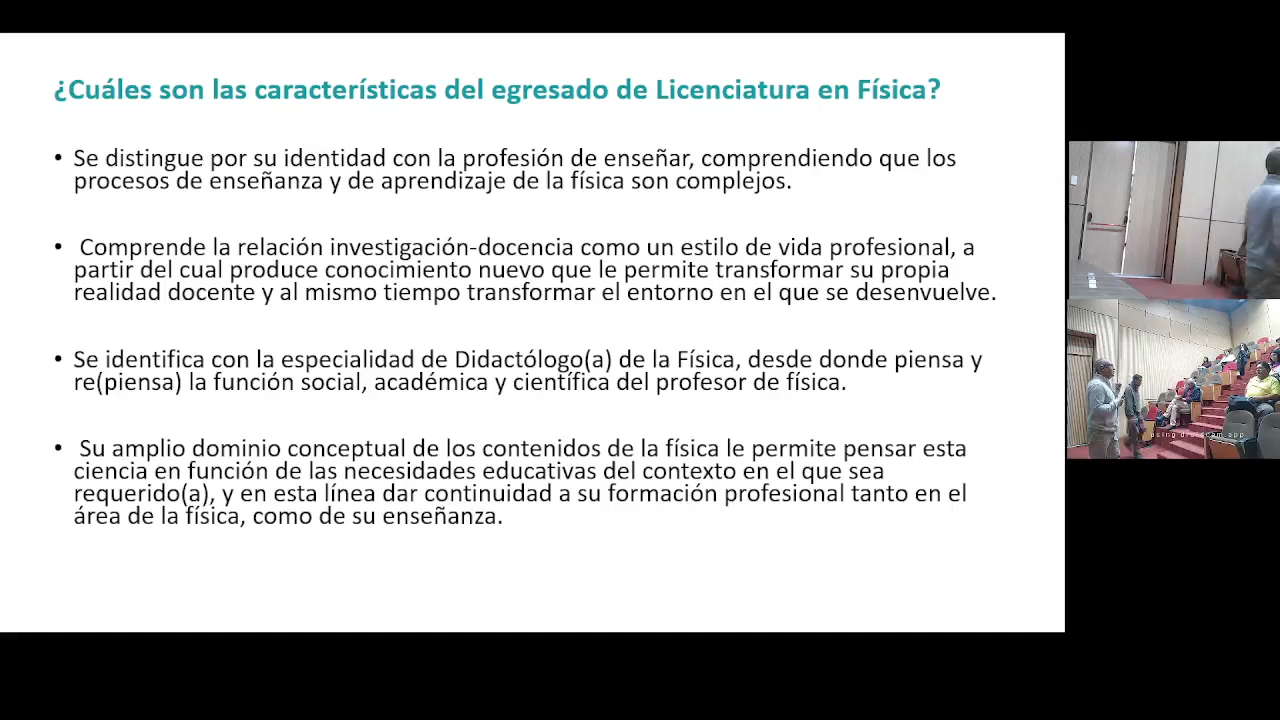 ¿Cuáles son las características del egresado de Licenciatura en Física?
• Se distingue por su identidad con la profesión de enseñar, comprendiendo que los
procesos de enseñanza y de aprendizaje de la física son complejos.
• Comprende la relación investigación-docencia como un estilo de vida profesional, a
partir del cual produce conocimiento nuevo que le permite transformar su propia
realidad docente y al mismo tiempo transformar el entorno en el que se desenvuelve.
• Se identifica con la especialidad de Didactólogo(a) de la Física, desde donde piensa y
re(piensa) la función social, académica y científica del profesor de física.
• Su amplio dominio conceptual de los contenidos de la física le permite pensar esta
ciencia en función de las necesidades educativas del contexto en el que sea
requerido(a), y en esta línea dar continuidad a su formación profesional tanto en el
área de la física, como de su enseñanza.